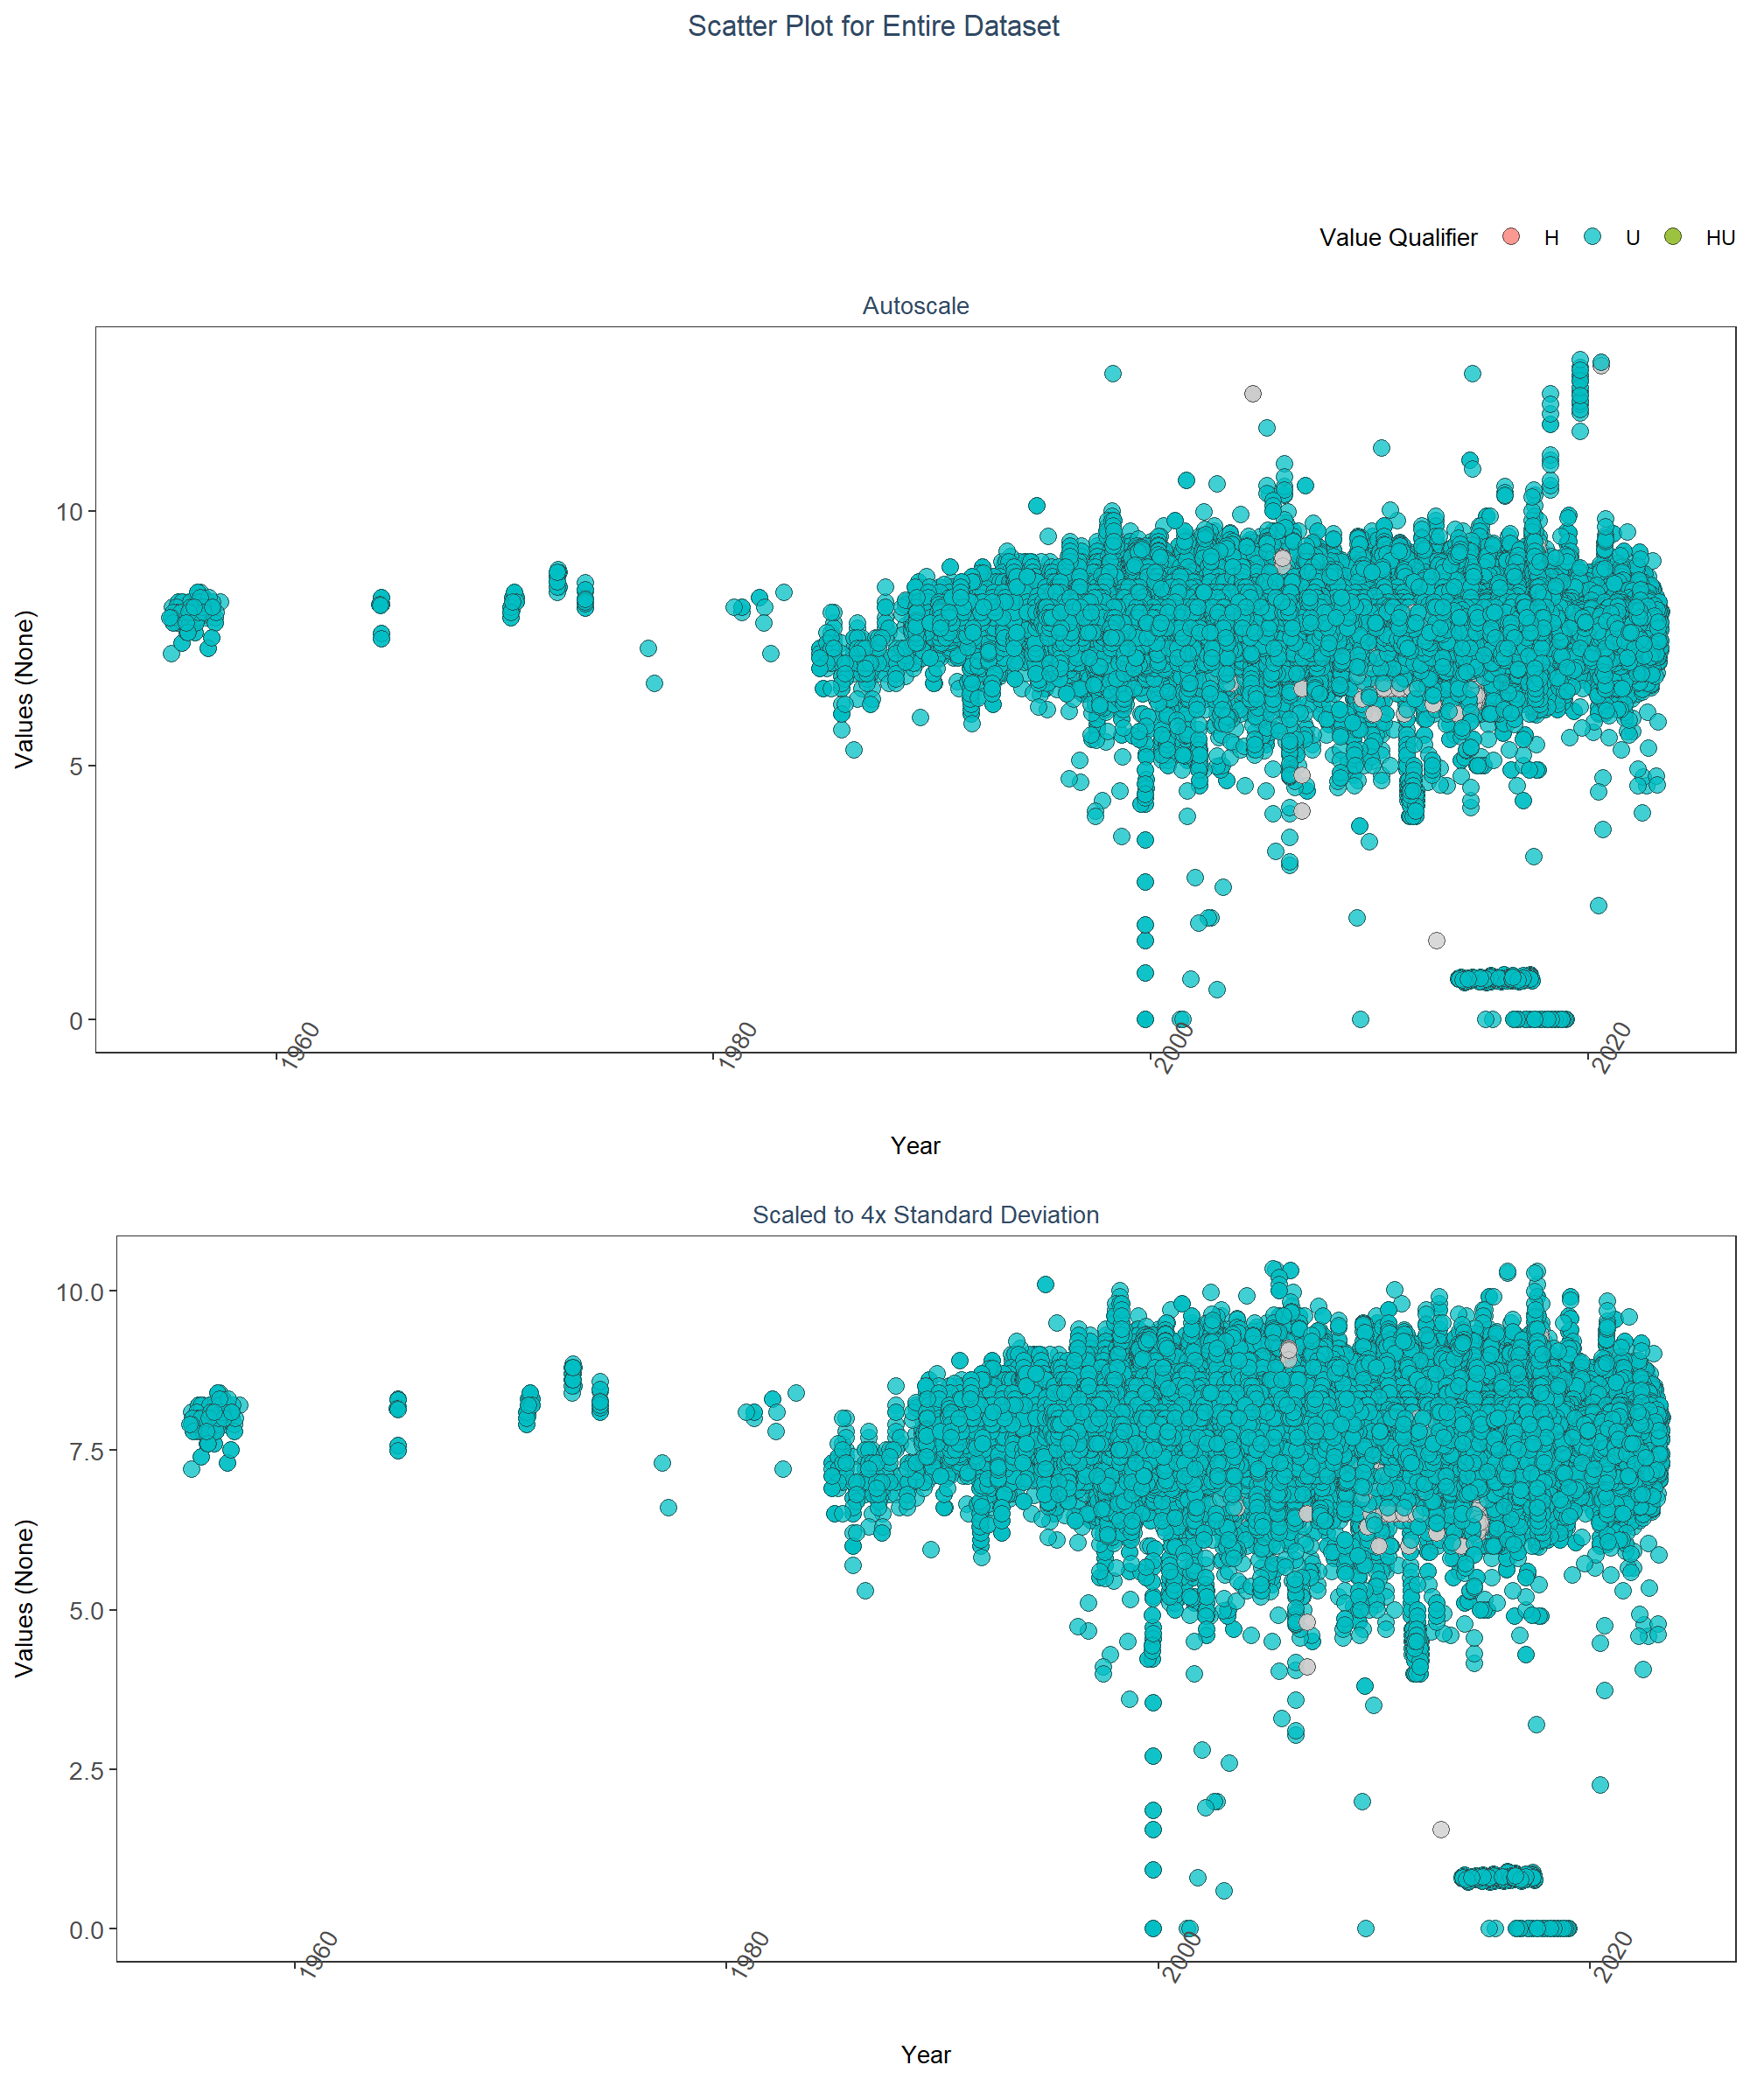 Scatter Plot for Entire Dataset
Value Qualifier H U HU
Autoscale
Values (None)
10
5
0
1960 1980 2000 2020
Year
Scaled to 4x Standard Deviation
Values (None)
10.0
7.5
5.0
2.5
0.0
1960 1980 2000 2020
Year